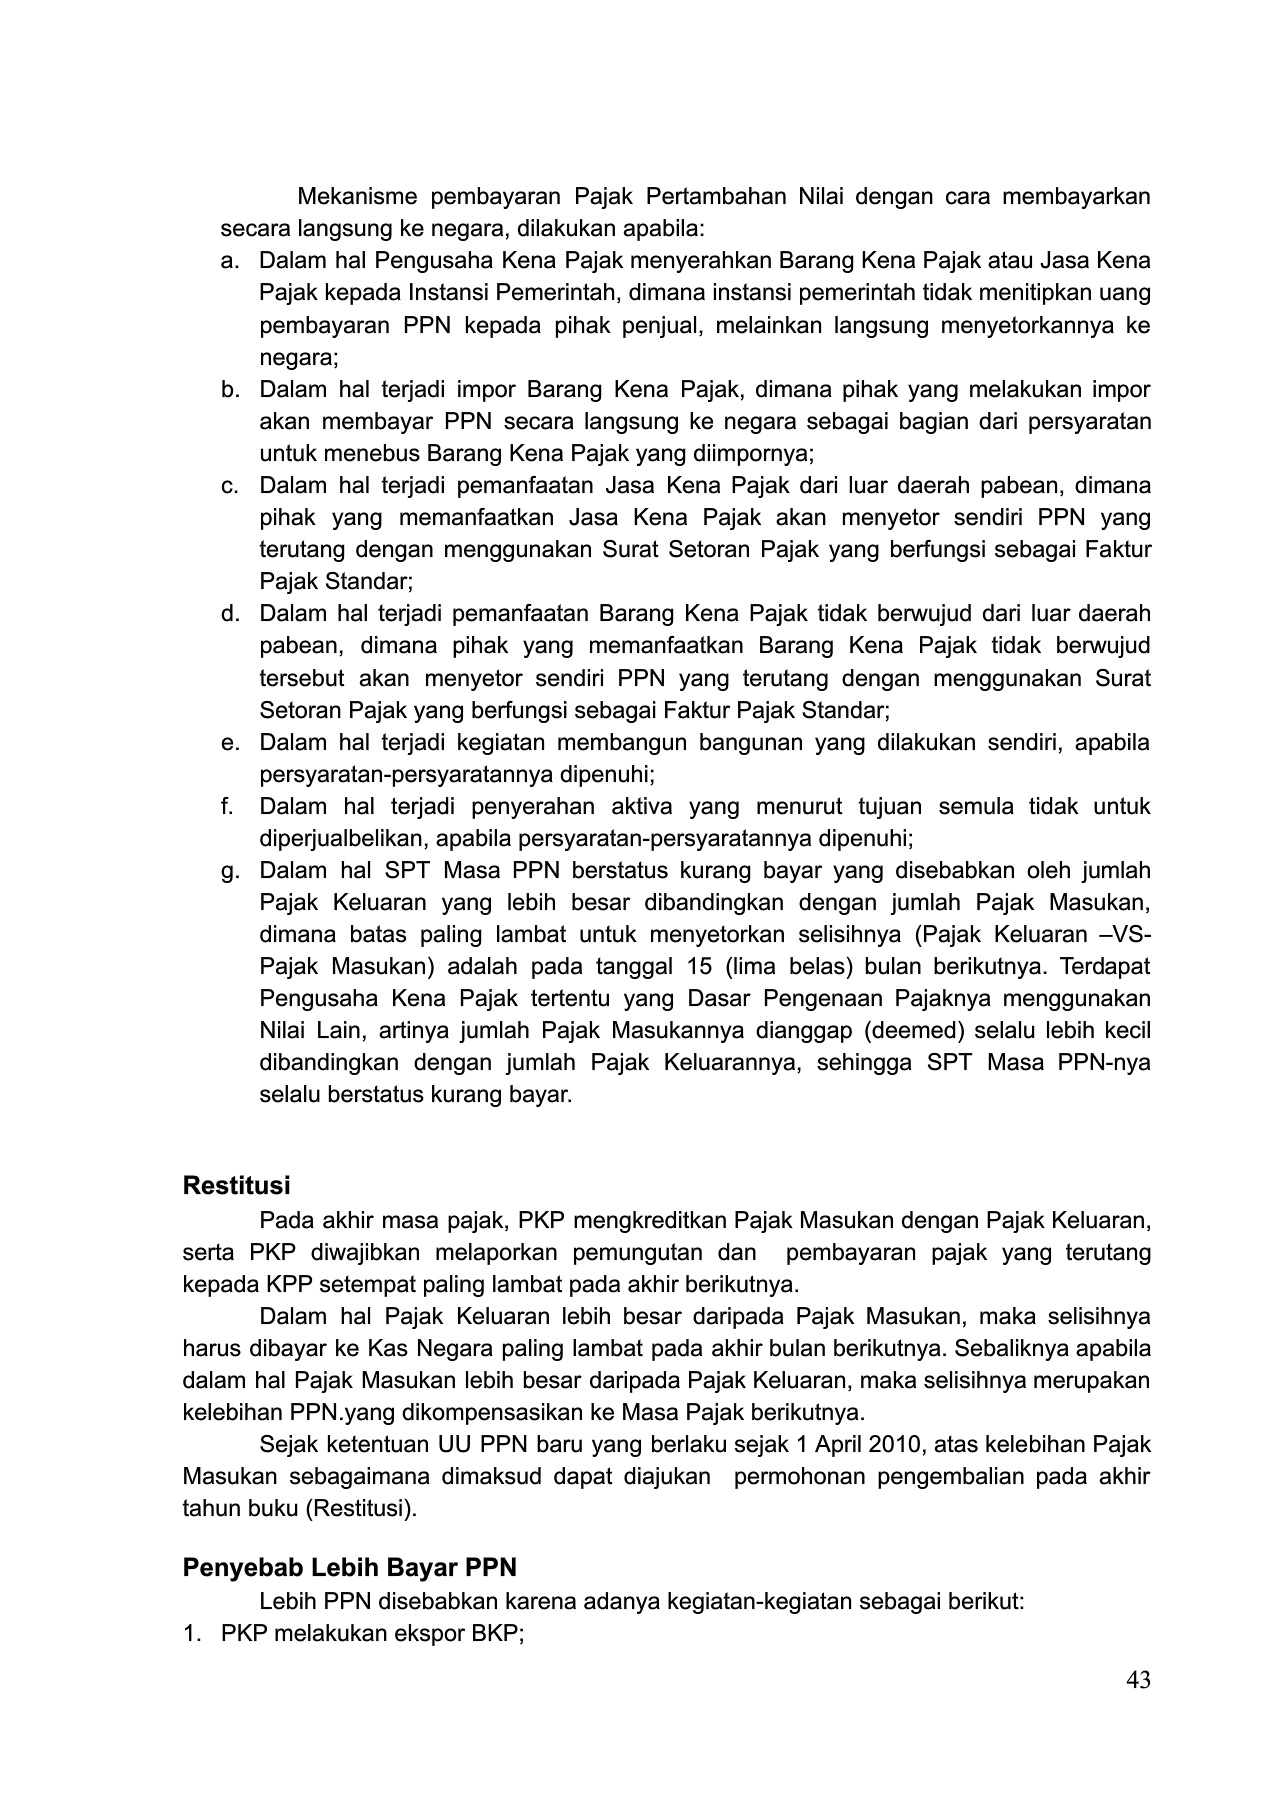 Mekanisme pembayaran Pajak Pertambahan Nilai dengan cara membayarkan
secara langsung ke negara, dilakukan apabila:
a. Dalam hal Pengusaha Kena Pajak menyerahkan Barang Kena Pajak atau Jasa Kena
Pajak kepada Instansi Pemerintah, dimana instansi pemerintah tidak menitipkan uang
pembayaran PPN kepada pihak penjual, melainkan langsung menyetorkannya ke
negara;
b. Dalam hal terjadi impor Barang Kena Pajak, dimana pihak yang melakukan impor
akan membayar PPN secara langsung ke negara sebagai bagian dari persyaratan
untuk menebus Barang Kena Pajak yang diimpornya;
c. Dalam hal terjadi pemanfaatan Jasa Kena Pajak dari luar daerah pabean, dimana
pihak yang memanfaatkan Jasa Kena Pajak akan menyetor sendiri PPN yang
terutang dengan menggunakan Surat Setoran Pajak yang berfungsi sebagai Faktur
Pajak Standar;
d. Dalam hal terjadi pemanfaatan Barang Kena Pajak tidak berwujud dari luar daerah
pabean, dimana pihak yang memanfaatkan Barang Kena Pajak tidak berwujud
tersebut akan menyetor sendiri PPN yang terutang dengan menggunakan Surat
Setoran Pajak yang berfungsi sebagai Faktur Pajak Standar;
e. Dalam hal terjadi kegiatan membangun bangunan yang dilakukan sendiri, apabila
persyaratan-persyaratannya dipenuhi;
f. Dalam hal terjadi penyerahan aktiva yang menurut tujuan semula tidak untuk
diperjualbelikan, apabila persyaratan-persyaratannya dipenuhi;
g. Dalam hal SPT Masa PPN berstatus kurang bayar yang disebabkan oleh jumlah
Pajak Keluaran yang lebih besar dibandingkan dengan jumlah Pajak Masukan,
dimana batas paling lambat untuk menyetorkan selisihnya (Pajak Keluaran –VS-
Pajak Masukan) adalah pada tanggal 15 (lima belas) bulan berikutnya. Terdapat
Pengusaha Kena Pajak tertentu yang Dasar Pengenaan Pajaknya menggunakan
Nilai Lain, artinya jumlah Pajak Masukannya dianggap (deemed) selalu lebih kecil
dibandingkan dengan jumlah Pajak Keluarannya, sehingga SPT Masa PPN-nya
selalu berstatus kurang bayar.
Restitusi
Pada akhir masa pajak, PKP mengkreditkan Pajak Masukan dengan Pajak Keluaran,
serta PKP diwajibkan melaporkan pemungutan dan pembayaran pajak yang terutang
kepada KPP setempat paling lambat pada akhir berikutnya.
Dalam hal Pajak Keluaran lebih besar daripada Pajak Masukan, maka selisihnya
harus dibayar ke Kas Negara paling lambat pada akhir bulan berikutnya. Sebaliknya apabila
dalam hal Pajak Masukan lebih besar daripada Pajak Keluaran, maka selisihnya merupakan
kelebihan PPN.yang dikompensasikan ke Masa Pajak berikutnya.
Sejak ketentuan UU PPN baru yang berlaku sejak 1 April 2010, atas kelebihan Pajak
Masukan sebagaimana dimaksud dapat diajukan permohonan pengembalian pada akhir
tahun buku (Restitusi).
Penyebab Lebih Bayar PPN
Lebih PPN disebabkan karena adanya kegiatan-kegiatan sebagai berikut:
1. PKP melakukan ekspor BKP;
43